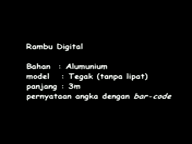 Rambu Digital
Bahan : Alumunium
model : Tegak (tanpa lipat)
panjang : 3m
pernyataan angka dengan bar-code